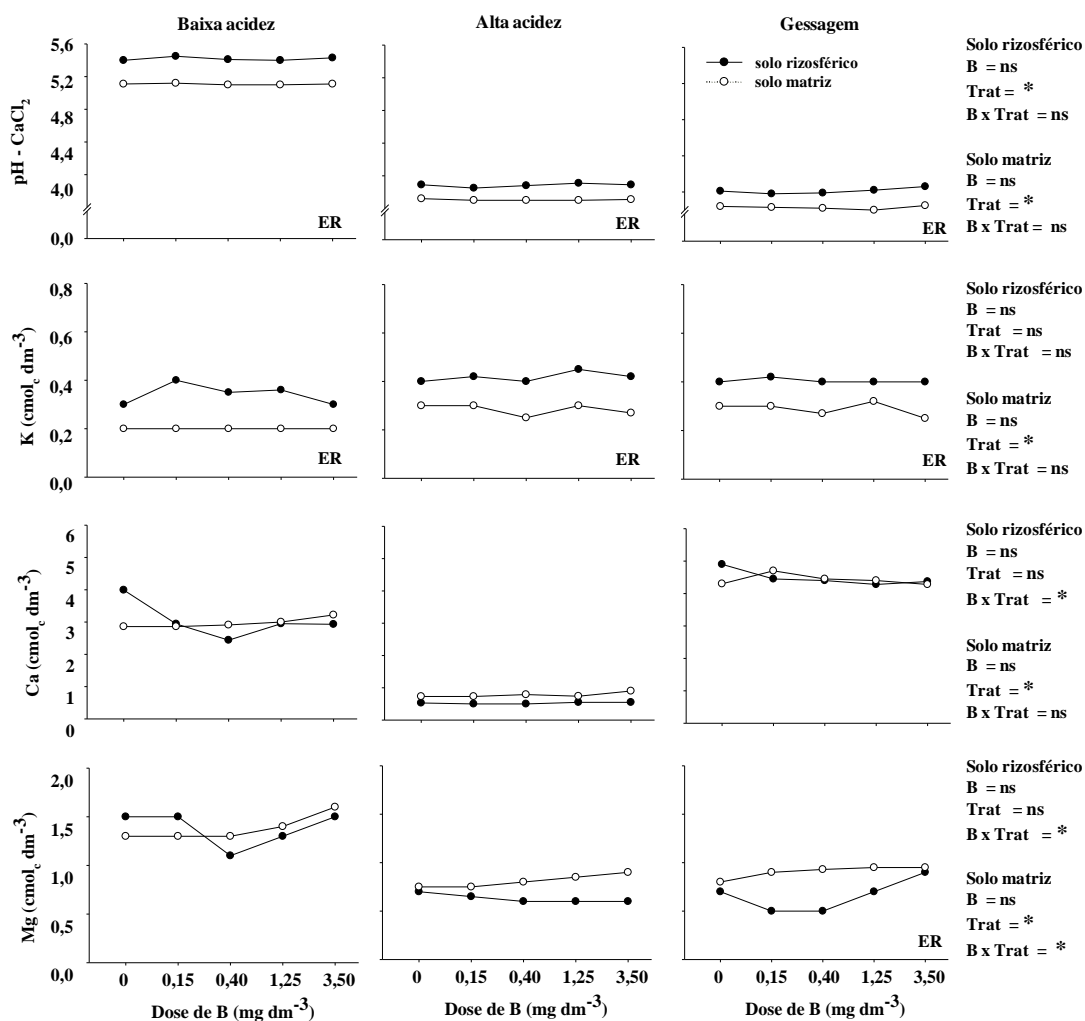 Baixa acidez
Alta acidez
Gessagem
pH - CaCl2
5,6
5,2
4,8
4,4
4,0
0,0
ER
ER
ER
solo rizosférico
solo matriz
Solo rizosférico
B = ns
Trat = *
B x Trat = ns
Solo matriz
B = ns
Trat = *
B x Trat = ns
K (cmolc dm-3)
0,8
0,6
0,4
0,2
0,0
ER
ER
ER
Solo rizosférico
B = ns
Trat = ns
B x Trat = ns
Solo matriz
B = ns
Trat = *
B x Trat = ns
Ca (cmolc dm-3)
6
5
4
3
2
1
0
Solo rizosférico
B = ns
Trat = ns
B x Trat = *
Solo matriz
B = ns
Trat = *
B x Trat = ns
Mg (cmolc dm-3)
2,0
1,5
1,0
0,5
0,0
ER
Solo rizosférico
B = ns
Trat = ns
B x Trat = *
Solo matriz
B = ns
Trat = *
B x Trat = *
0 0,15 0,40 1,25 3,50
0 0,15 0,40 1,25 3,50
0 0,15 0,40 1,25 3,50
Dose de B (mg dm-3)
Dose de B (mg dm-3)
Dose de B (mg dm-3)